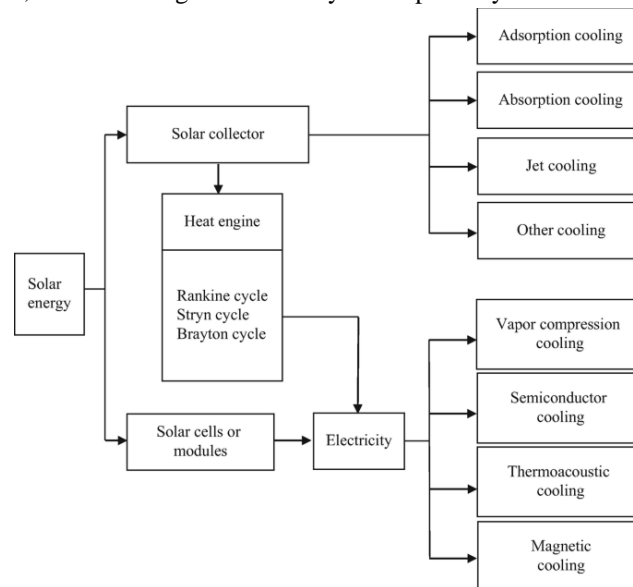 Adsorption cooling
Absorption cooling
Solar collector
Jet cooling
Heat engine
Other cooling
Solar
energy
Rankine cycle
Stryn cycle
Brayton cycle
Vapor compression
cooling
Semiconductor
cooling
Solar cells or
modules
Electricity
Thermoacoustic
cooling
Magnetic
cooling